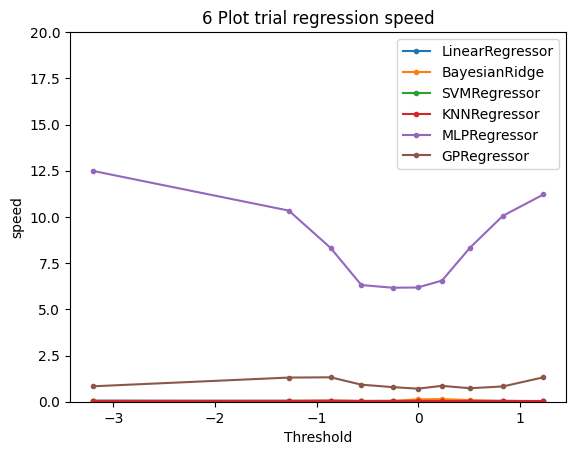 6 Plot trial regression speed
20.0
17.5
15.0
12.5
10.0
7.5
5.0
2.5
0.0
speed
LinearRegressor
BayesianRidge
SVMRegressor
KNNRegressor
MLPRegressor
GPRegressor
−3
−2
−1
0
1
Threshold